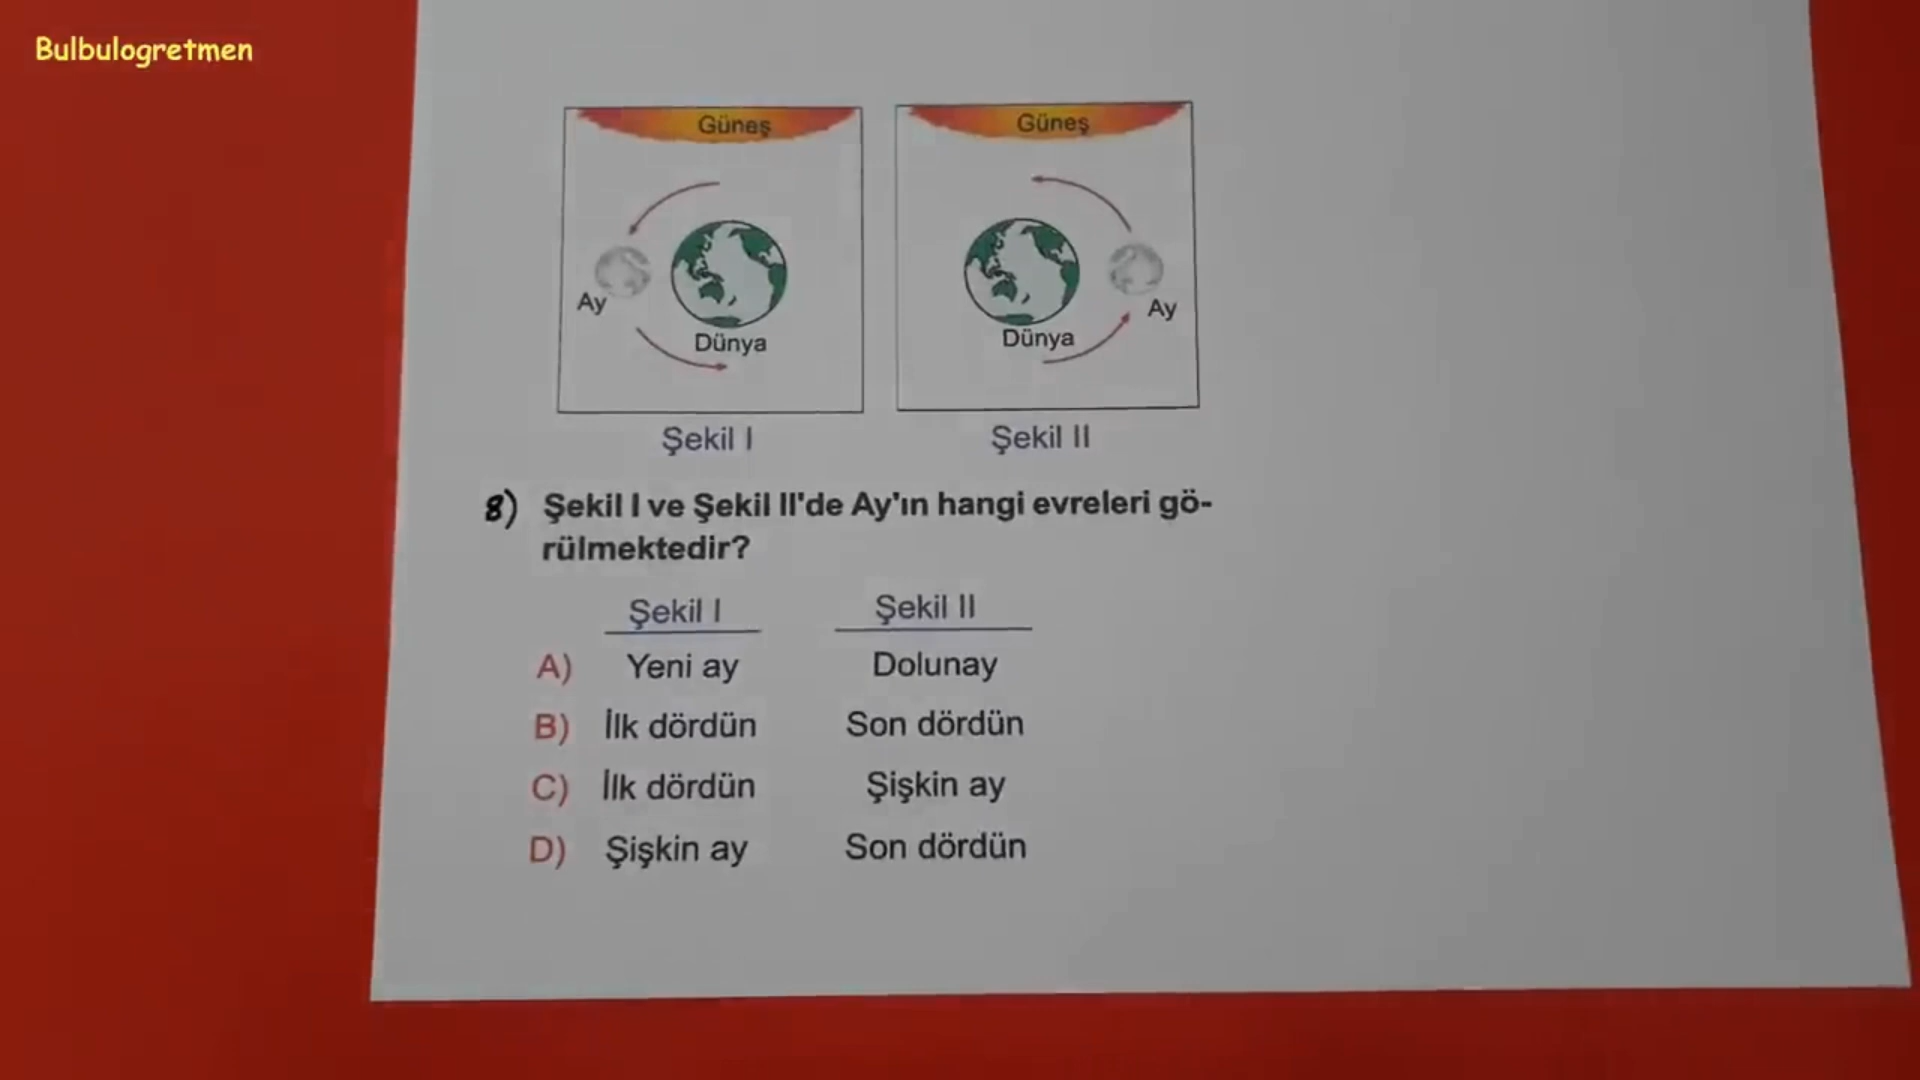 Bulbulogretmen
Güneş Güneş
Ay Ay
Dünya Dünya
Şekil I Şekil II
8) Şekil I ve Şekil II'de Ay'ın hangi evreleri gö-
rülmektedir?
Şekil I Şekil II
A) Yeni ay Dolunay
B) İlk dördün Son dördün
C) İlk dördün Şişkin ay
D) Şişkin ay Son dördün